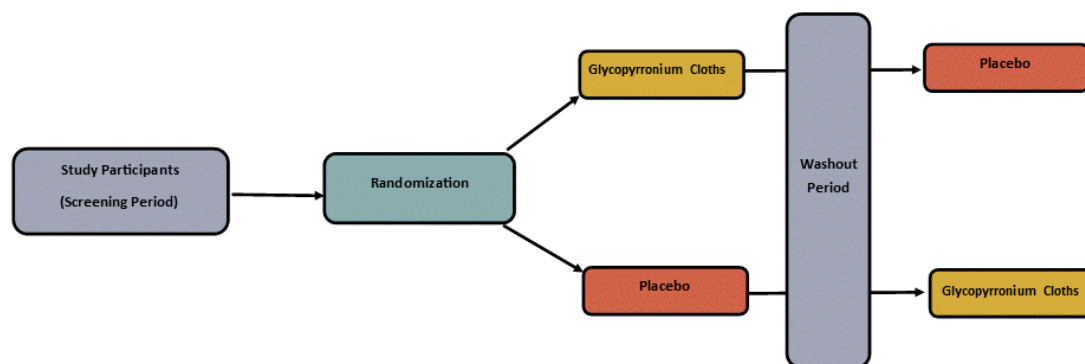 Study Participants
(Screening Period)
Randomization
Glycopyrronium Cloths
Placebo
Washout
Period
Placebo
Glycopyrronium Cloths